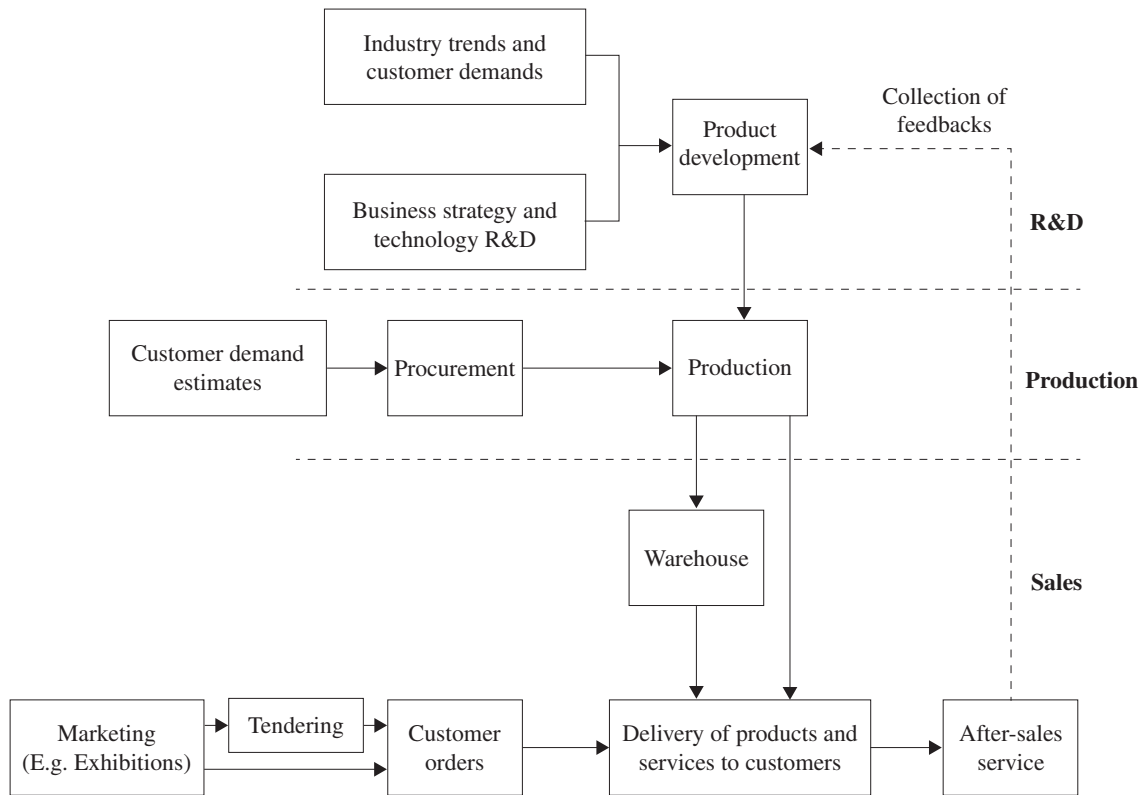 Industry trends and
customer demands
Collection of
feedbacks
Product
development
Business strategy and
technology R&D
R&D
Customer demand
estimates
Procurement
Production
Production
Warehouse
Sales
Marketing
(E.g. Exhibitions)
Tendering
Customer
orders
Delivery of products and
services to customers
After-sales
service